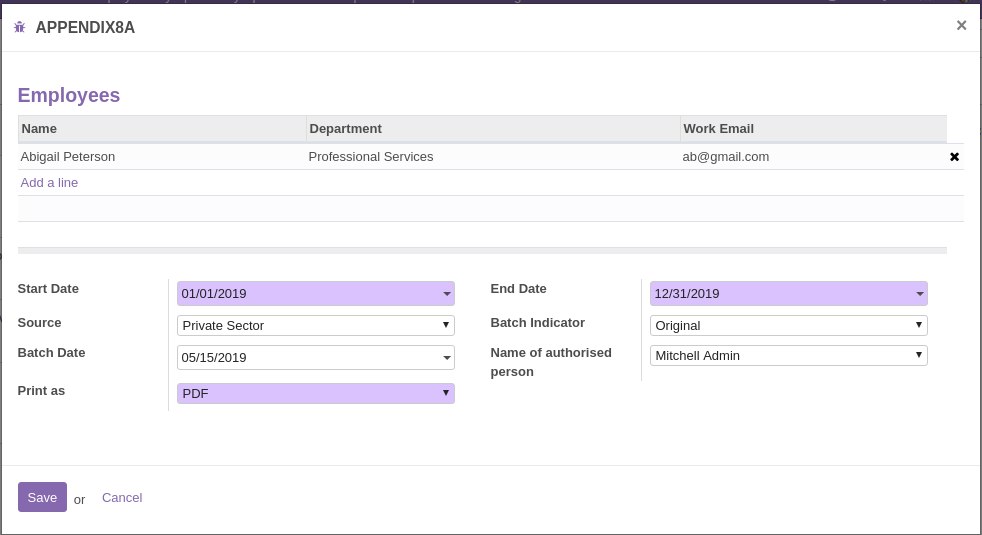 APPENDIX8A
×
Employees
Name Department Work Email
Abigail Peterson Professional Services ab@gmail.com
Add a line
Start Date 01/01/2019 End Date 12/31/2019
Source Private Sector Batch Indicator Original
Batch Date 05/15/2019 Name of authorised Mitchell Admin
person
Print as PDF
Save or Cancel